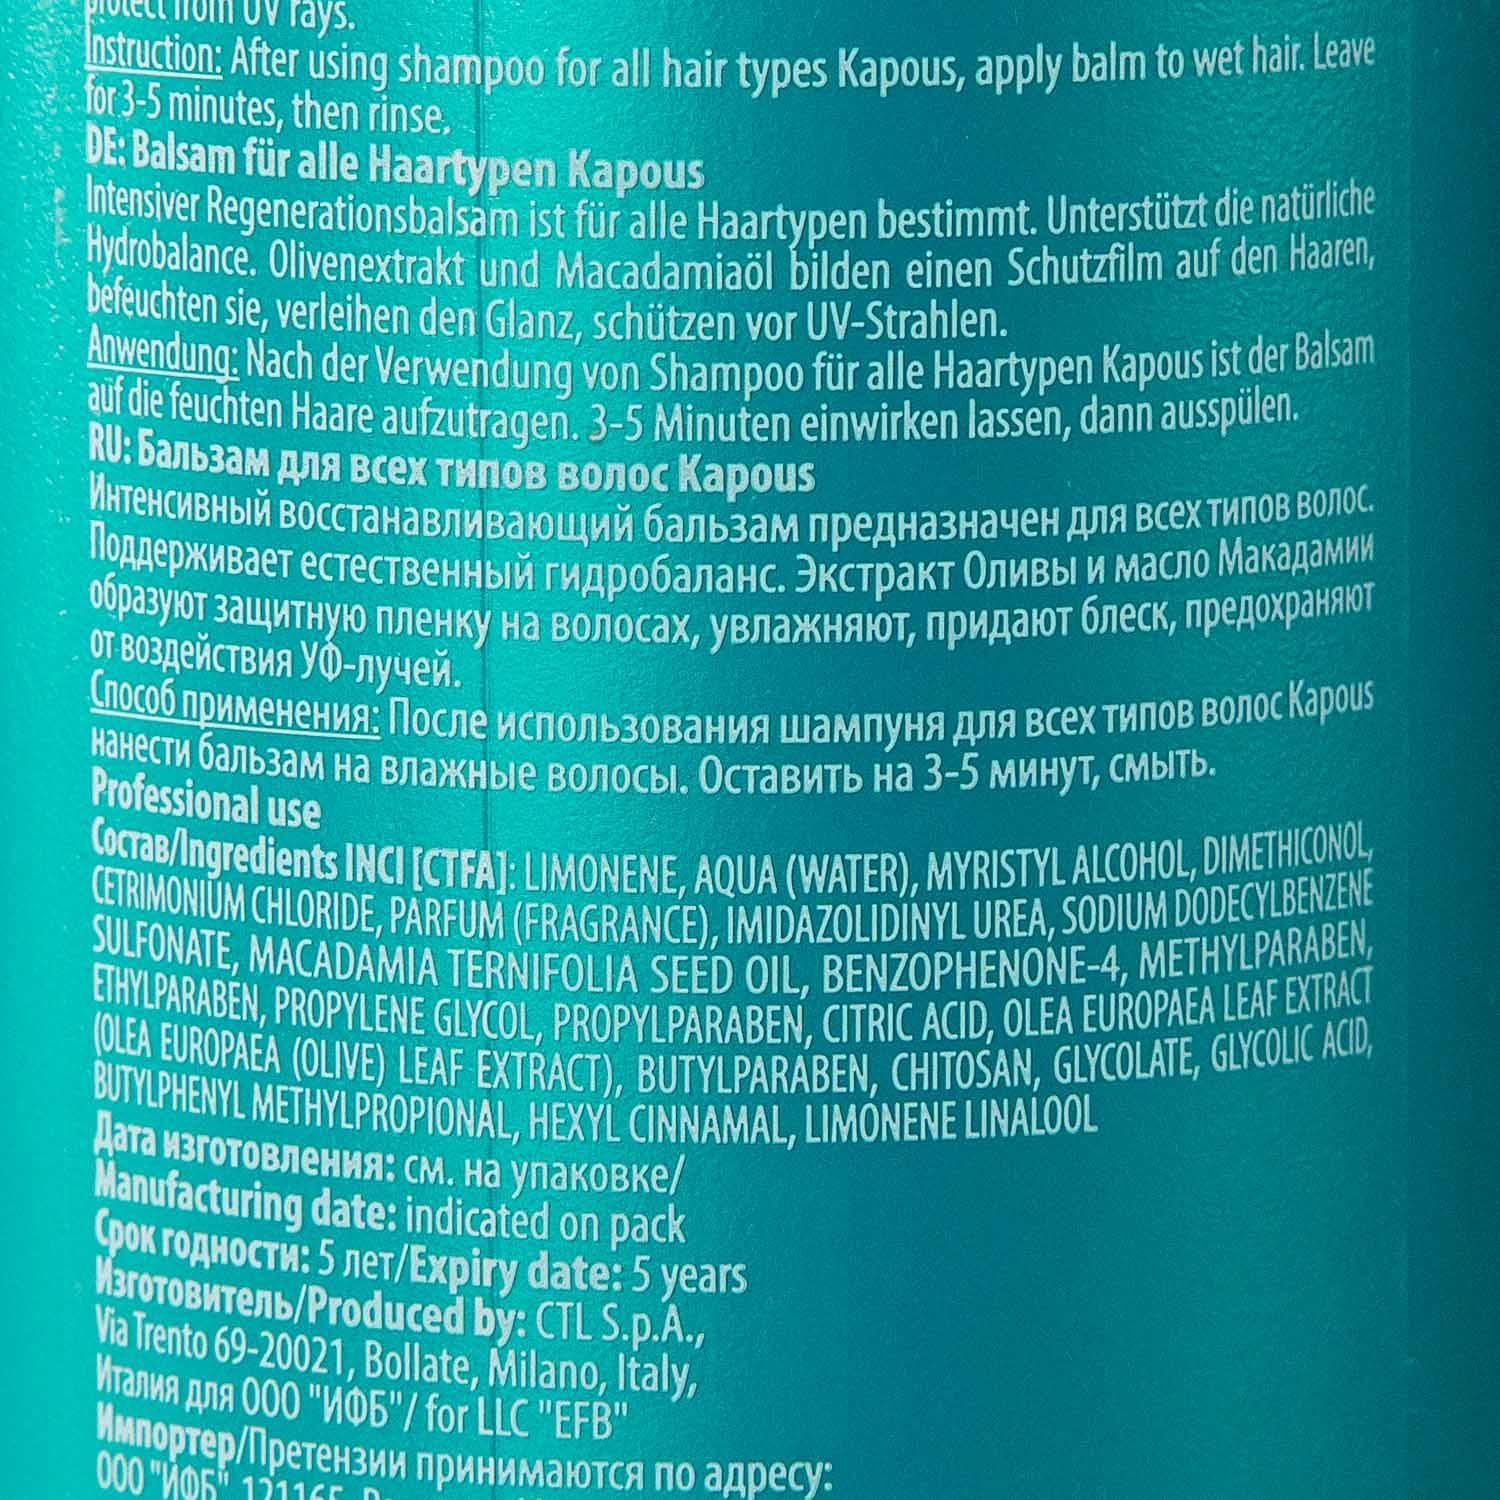 protect from UV rays.
Instruction: After using shampoo for all hair types Kapous, apply balm to wet hair. Leave
for 3-5 minutes, then rinse.
DE: Balsam für alle Haartypen Kapous
Intensiver Regenerationsbalsam ist für alle Haartypen bestimmt. Unterstützt die natürliche
Hydrobalance. Olivenextrakt und Macadamiaöl bilden einen Schutzfilm auf den Haaren,
befeuchten sie, verleihen den Glanz, schützen vor UV-Strahlen.
Anwendung: Nach der Verwendung von Shampoo für alle Haartypen Kapous ist der Balsam
auf die feuchten Haare aufzutragen. 3-5 Minuten einwirken lassen, dann ausspülen.
RU: Бальзам для всех типов волос Kapous
Интенсивный восстанавливающий бальзам предназначен для всех типов волос.
Поддерживает естественный гидробаланс. Экстракт Оливы и масло Макадамии
образуют защитную пленку на волосах, увлажняют, придают блеск, предохраняют
от воздействия УФ-лучей.
Способ применения: После использования шампуня для всех типов волос Kapous
нанести бальзам на влажные волосы. Оставить на 3-5 минут, смыть.
Professional use
Состав/Ingredients INCI [CTFA]: LIMONENE, AQUA (WATER), MYRISTYL ALCOHOL, DIMETHICONOL,
CETRIMONIUM CHLORIDE, PARFUM (FRAGRANCE), IMIDAZOLIDINYL UREA, SODIUM DODECYLBENZENE
SULFONATE, MACADAMIA TERNIFOLIA SEED OIL, BENZOPHENONE-4, METHYLPARABEN,
ETHYLPARABEN, PROPYLENE GLYCOL, PROPYLPARABEN, CITRIC ACID, OLEA EUROPAEA LEAF EXTRACT
(OLEA EUROPAEA (OLIVE) LEAF EXTRACT), BUTYLPARABEN, CHITOSAN, GLYCOLATE, GLYCOLIC ACID,
BUTYLPHENYL METHYLPROPIONAL, HEXYL CINNAMAL, LIMONENE LINALOOL
Дата изготовления: см. на упаковке/
Manufacturing date: indicated on pack
Срок годности: 5 лет/Expiry date: 5 years
Изготовитель/Produced by: CTL S.p.A.,
Via Trento 69-20021, Bollate, Milano, Italy,
Италия для ООО "ИФБ"/ for LLC "EFB"
Импортер/Претензии принимаются по адресу:
ООО "ИФБ", 121165,